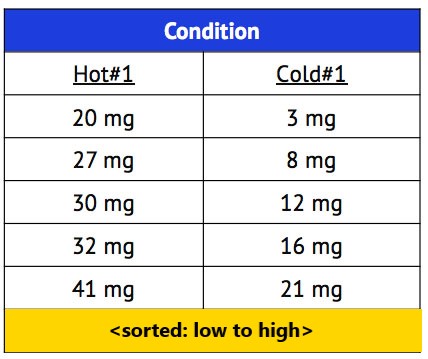 Condition
Hot#1 Cold#1
20 mg 3 mg
27 mg 8 mg
30 mg 12 mg
32 mg 16 mg
41 mg 21 mg
<sorted: low to high>